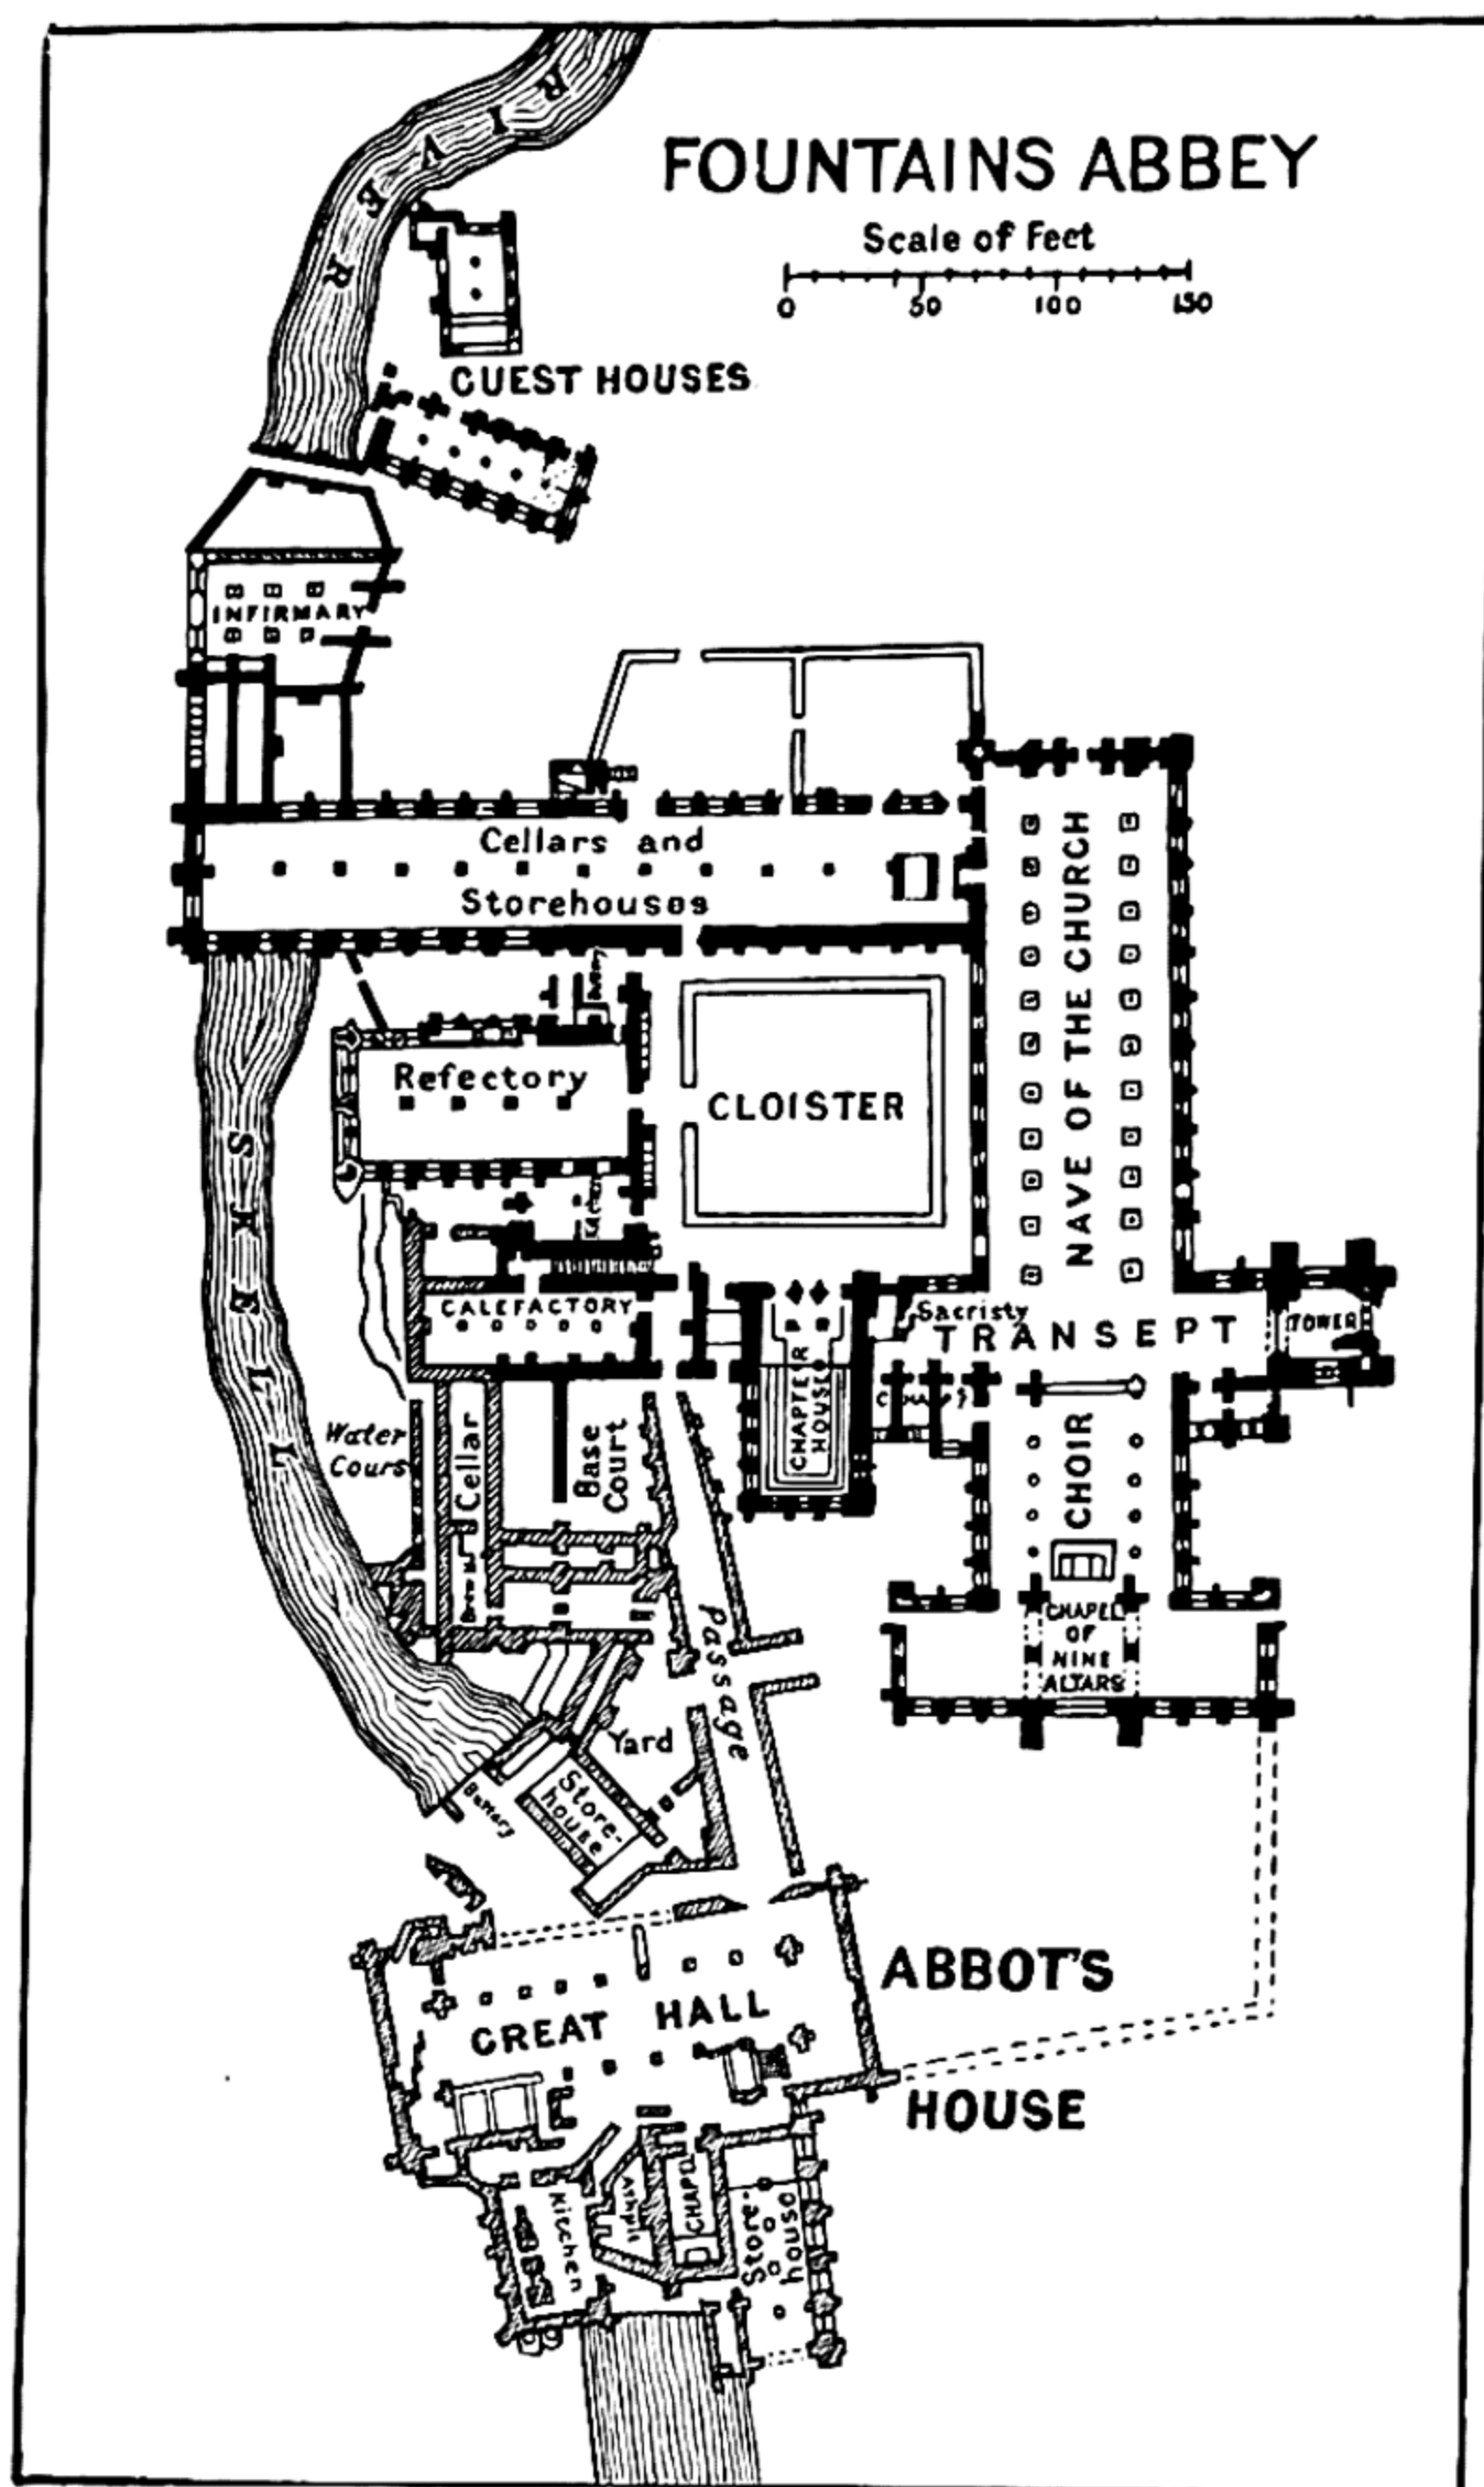 FOUNTAINS ABBEY
Scale of Feet
0 50 100 150
RIVER
GUEST HOUSES
INFIRMARY
Cellars and
Storehouses
NAVE OF THE CHURCH
Refectory
CLOISTER
SKELL
CALEFACTORY
Sacristy
TRANSEPT
TOWER
CHAPTER
HOUSE
CHOIR
Water
Cours
Cellar
Base
Court
CHAPEL
OF
NINE
ALTARS
Passage
Yard
Store-
house
Buttery
ABBOT'S
HOUSE
GREAT HALL
Kitchen
Ashpit
CHAPEL
Store-
house